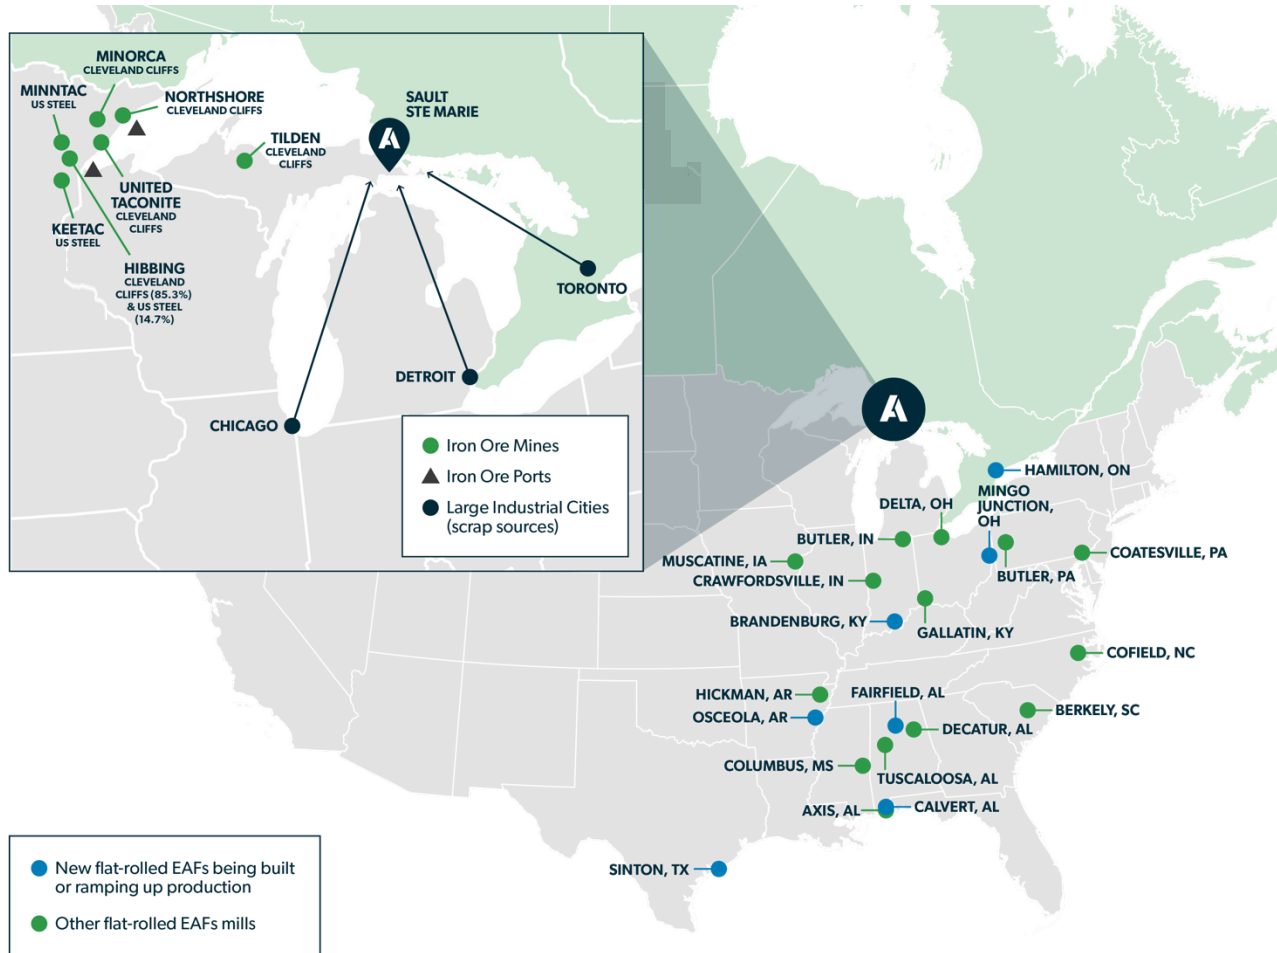 MINORCA
CLEVELAND CLIFFS
MINNTAC
US STEEL
NORTHSHORE
CLEVELAND CLIFFS
TILDEN
CLEVELAND
CLIFFS
SAULT
STE MARIE
UNITED
TACONITE
CLEVELAND
CLIFFS
KEETAC
US STEEL
HIBBING
CLEVELAND
CLIFFS (85.3%)
& US STEEL
(14.7%)
TORONTO
DETROIT
CHICAGO
Iron Ore Mines
Iron Ore Ports
Large Industrial Cities
(scrap sources)
HAMILTON, ON
MINGO
JUNCTION,
OH
DELTA, OH
BUTLER, IN
COATESVILLE, PA
MUSCATINE, IA
BUTLER, PA
CRAWFORDSVILLE, IN
BRANDENBURG, KY
GALLATIN, KY
COFIELD, NC
HICKMAN, AR
FAIRFIELD, AL
OSCEOLA, AR
BERKELY, SC
DECATUR, AL
COLUMBUS, MS
TUSCALOOSA, AL
AXIS, AL
CALVERT, AL
SINTON, TX
New flat-rolled EAFs being built
or ramping up production
Other flat-rolled EAFs mills